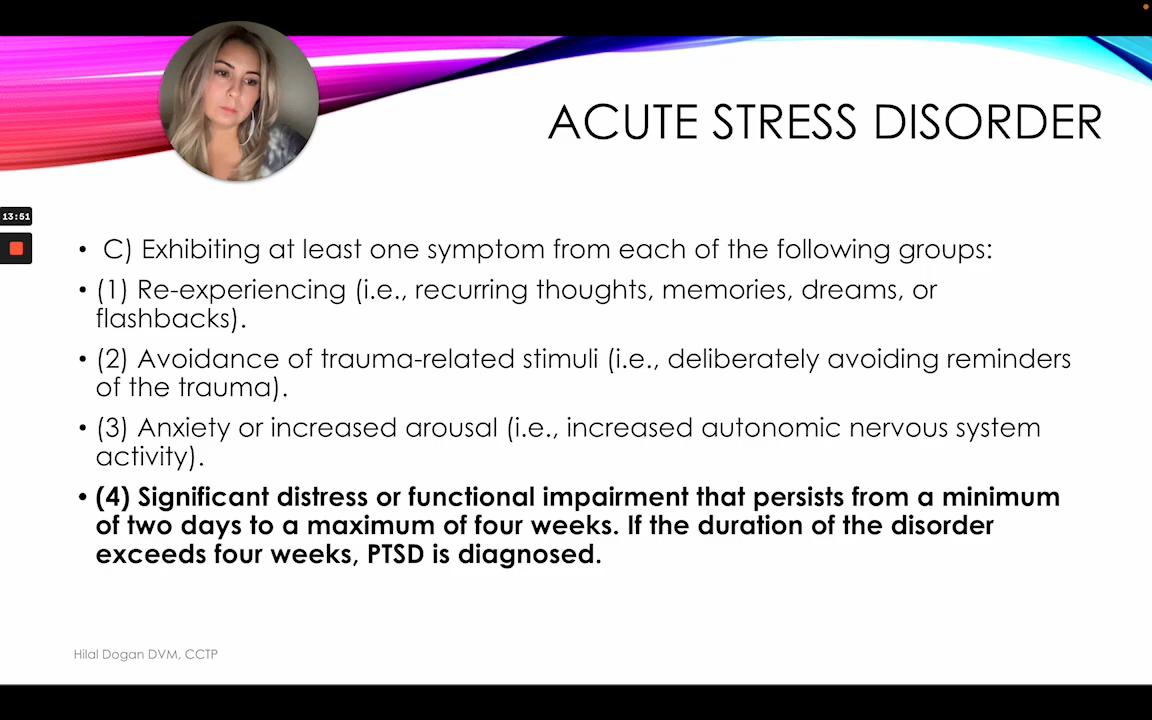 ACUTE STRESS DISORDER
13:51
• C) Exhibiting at least one symptom from each of the following groups:
• (1) Re-experiencing (i.e., recurring thoughts, memories, dreams, or
flashbacks).
• (2) Avoidance of trauma-related stimuli (i.e., deliberately avoiding reminders
of the trauma).
• (3) Anxiety or increased arousal (i.e., increased autonomic nervous system
activity).
• (4) Significant distress or functional impairment that persists from a minimum
of two days to a maximum of four weeks. If the duration of the disorder
exceeds four weeks, PTSD is diagnosed.
Hilal Dogan DVM, CCTP